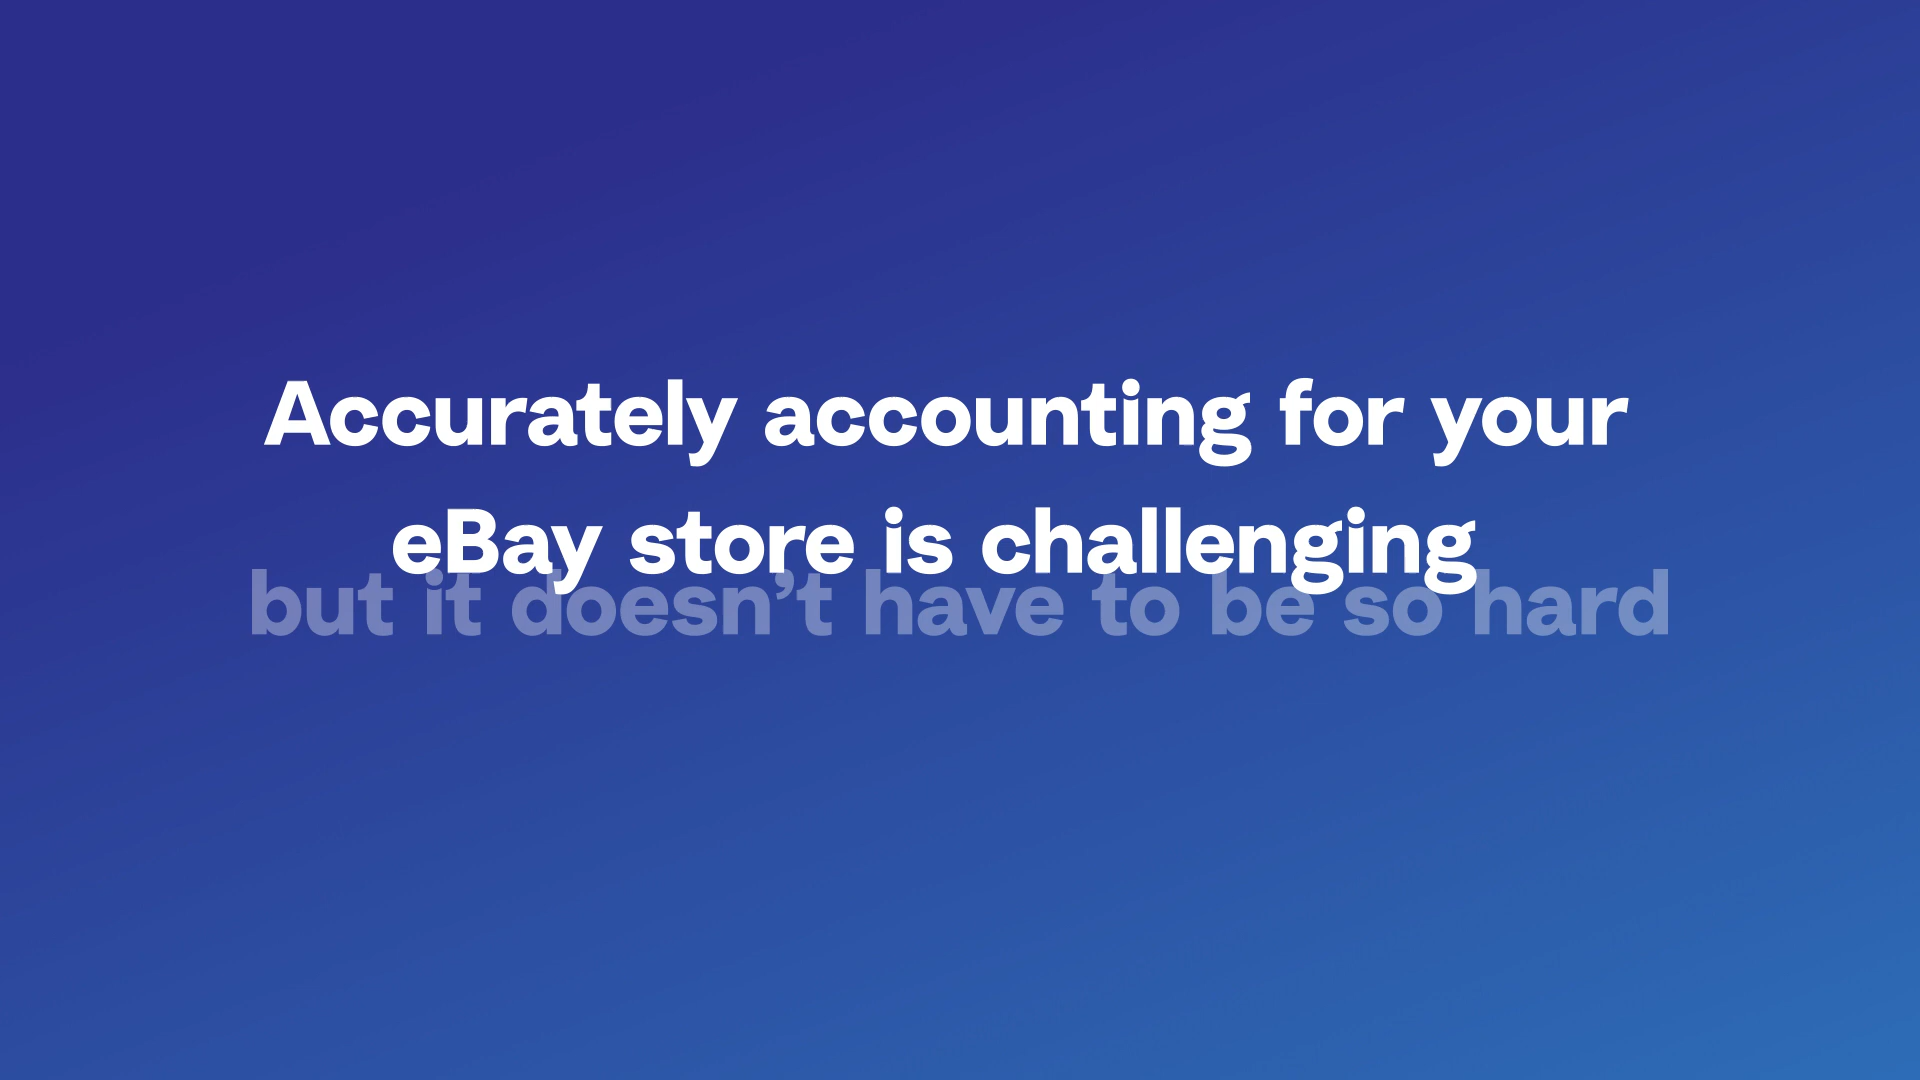 Accurately accounting for your
eBay store is challenging
but it doesn’t have to be so hard